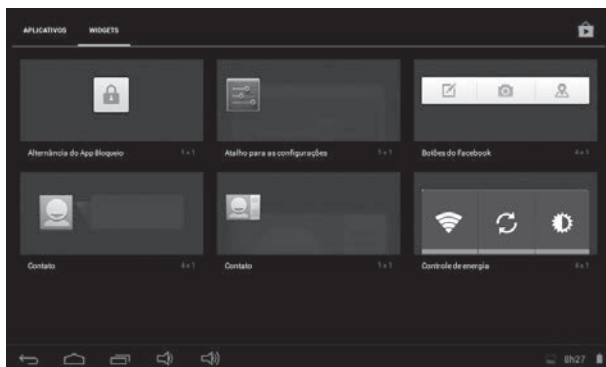 APLICATIVOS WIDGETS
Alternância do App Bloqueio 1 x 1
Atalho para as configurações 1 x 1
Botões do Facebook 4 x 1
Contato 4 x 1
Contato 1 x 1
Controle de energia 4 x 1
8h27